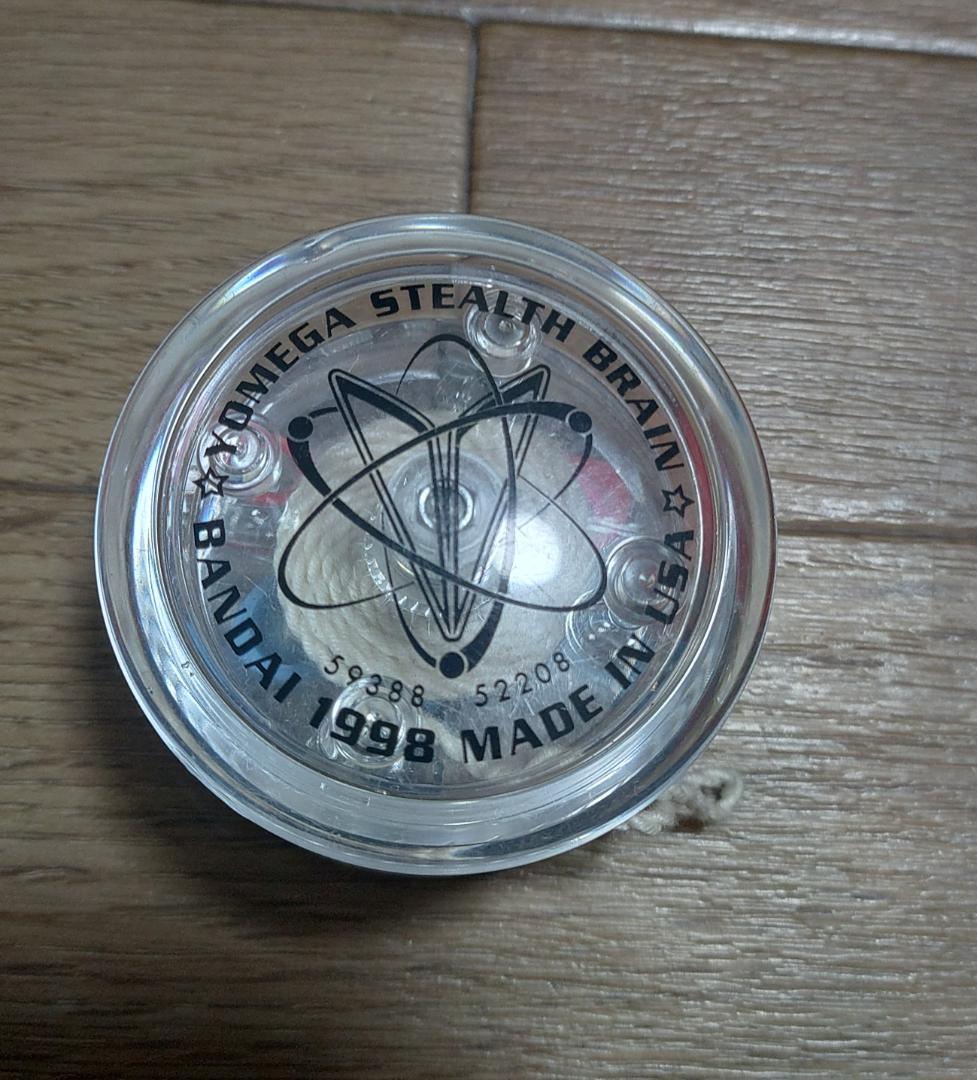 ☆YOMEGA STEALTH BRAIN☆
59388 52208
BANDAI 1998 MADE IN USA